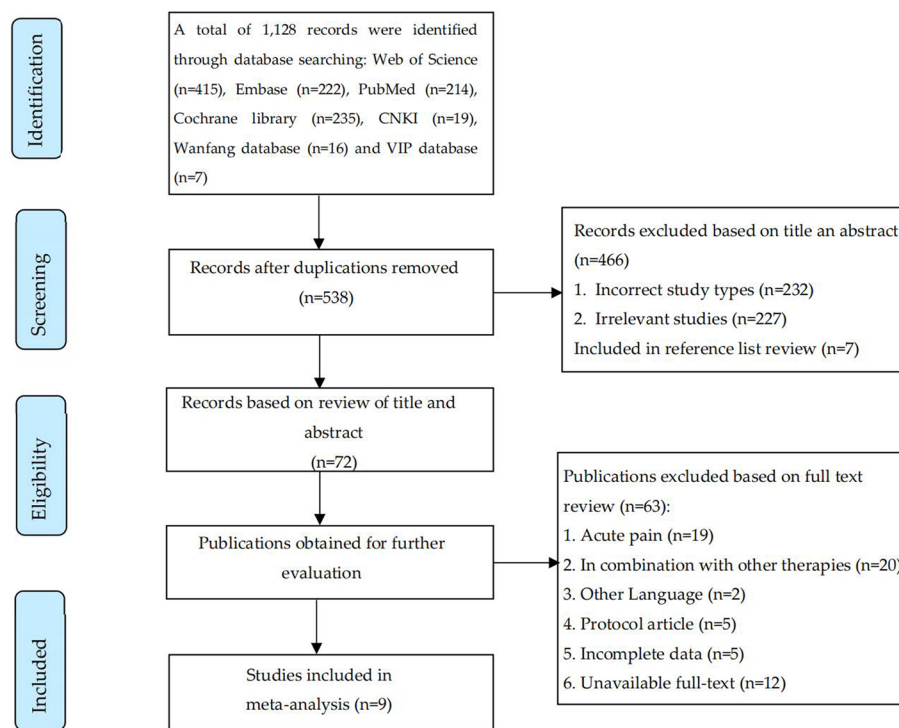 Identification
A total of 1,128 records were identified
through database searching: Web of Science
(n=415), Embase (n=222), PubMed (n=214),
Cochrane library (n=235), CNKI (n=19),
Wanfang database (n=16) and VIP database
(n=7)
Screening
Records after duplications removed
(n=538)
Records excluded based on title an abstract
(n=466)
1. Incorrect study types (n=232)
2. Irrelevant studies (n=227)
Included in reference list review (n=7)
Eligibility
Records based on review of title and
abstract
(n=72)
Publications obtained for further
evaluation
Publications excluded based on full text
review (n=63):
1. Acute pain (n=19)
2. In combination with other therapies (n=20)
3. Other Language (n=2)
4. Protocol article (n=5)
5. Incomplete data (n=5)
6. Unavailable full-text (n=12)
Included
Studies included in
meta-analysis (n=9)